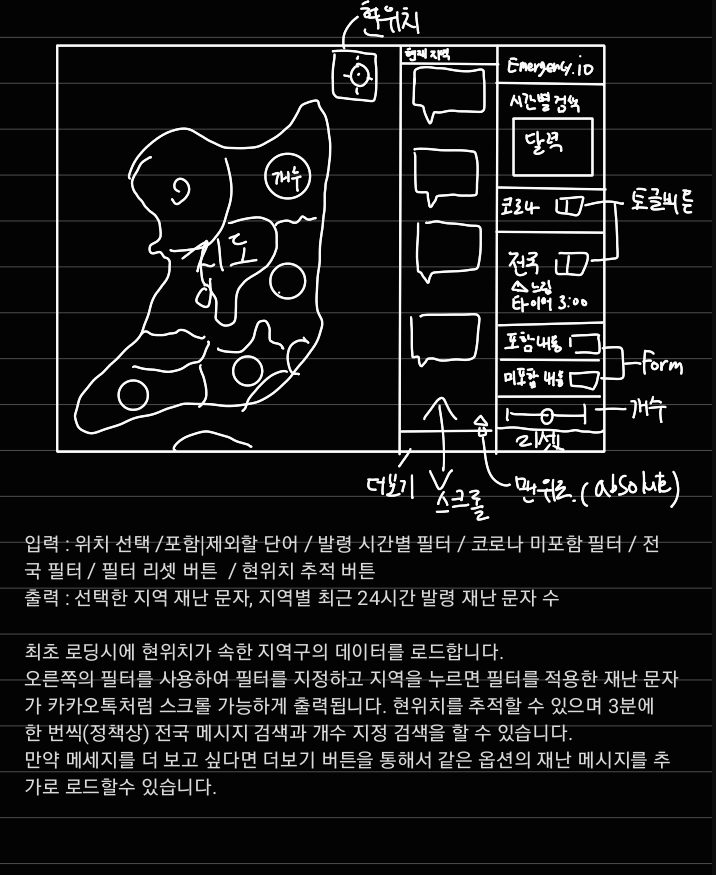 현위치
현재 지역
Emergency.io
시간별 검색
달력
개수
코로나
토글버튼
지도
전국
느림
타이머 3:00
포함 내용
Form
미포함 내용
개수
리셋
더보기
스크롤
맨위로. (absolute)
입력 : 위치 선택 /포함|제외할 단어 / 발령 시간별 필터 / 코로나 미포함 필터 / 전
국 필터 / 필터 리셋 버튼 / 현위치 추적 버튼
출력 : 선택한 지역 재난 문자, 지역별 최근 24시간 발령 재난 문자 수
최초 로딩시에 현위치가 속한 지역구의 데이터를 로드합니다.
오른쪽의 필터를 사용하여 필터를 지정하고 지역을 누르면 필터를 적용한 재난 문자
가 카카오톡처럼 스크롤 가능하게 출력됩니다. 현위치를 추적할 수 있으며 3분에
한 번씩(정책상) 전국 메시지 검색과 개수 지정 검색을 할 수 있습니다.
만약 메세지를 더 보고 싶다면 더보기 버튼을 통해서 같은 옵션의 재난 메시지를 추
가로 로드할수 있습니다.